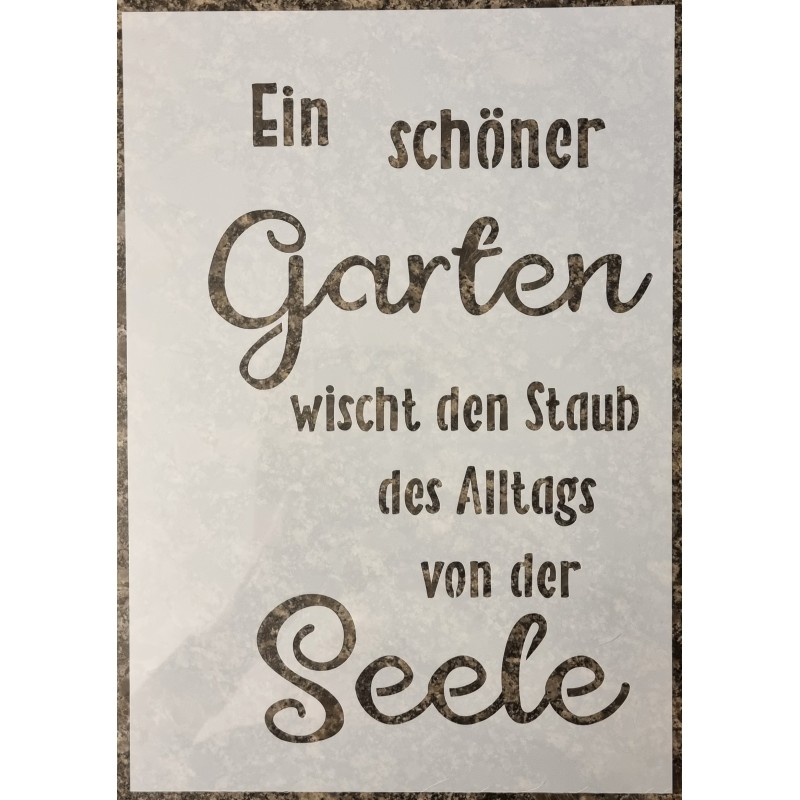 Ein schöner
Garten
wischt den Staub
des Alltags
von der
Seele